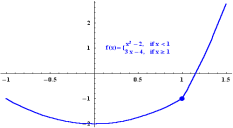 2
1
f(x)={x² − 2, if x < 1
3 x − 4, if x ≥ 1
-1 -0.5 0.5 1 1.5
-1
-2